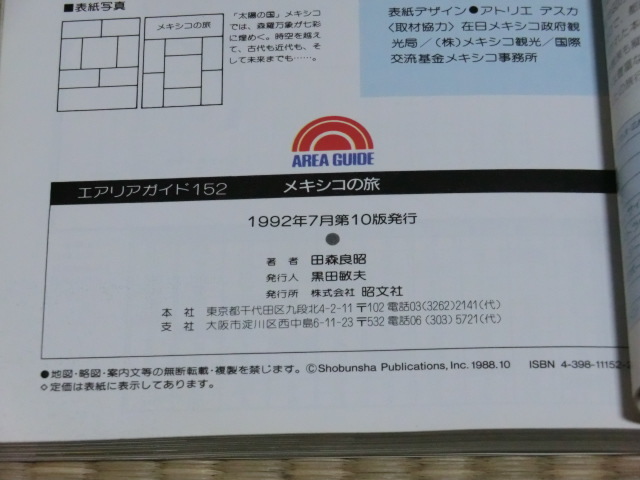 ■表紙写真
メキシコの旅
「太陽の国」メキシコ
では、森羅万象が七彩
に煌めく。時空を越え
て、古代も近代も、そ
して未来までも……。
表紙デザイン●アトリエ デスカ
〈取材協力〉在日メキシコ政府観
光局／(株)メキシコ観光／国際
交流基金メキシコ事務所
AREA GUIDE
エアリアガイド152 メキシコの旅
1992年7月第10版発行
●
著者 田森良昭
発行人 黒田敏夫
発行所 株式会社 昭文社
本社 東京都千代田区九段北4-2-11 〒102 電話03(3262)2141(代)
支社 大阪市淀川区西中島6-11-23 〒532 電話06(303)5721(代)
●地図・略図・案内文等の無断転載・複製を禁じます。©Shobunsha Publications, Inc. 1988.10 ISBN 4-398-11152-
◇定価は表紙に表示してあります。